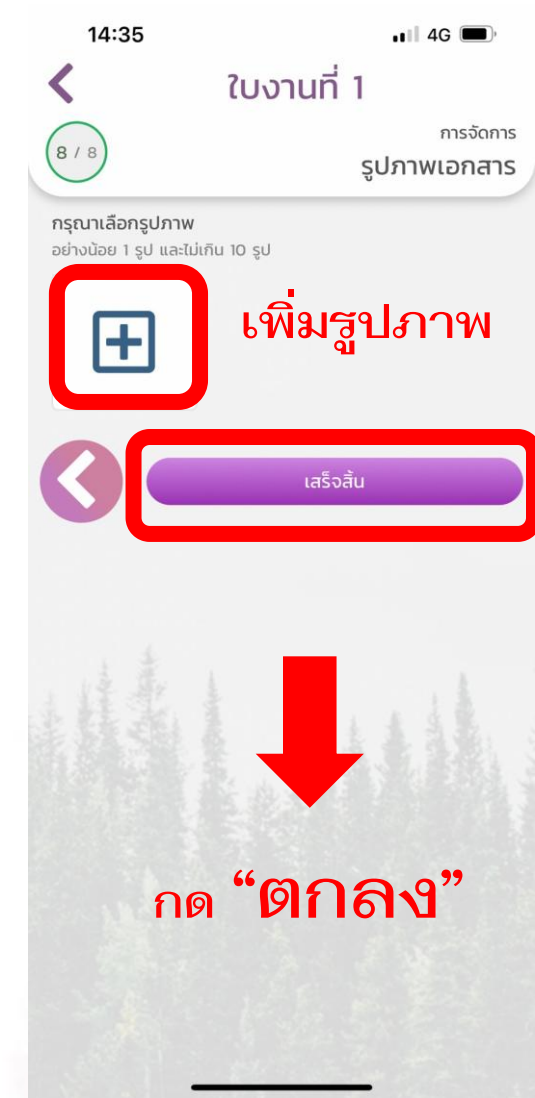 14:35
4G
ใบงานที่ 1
8 / 8
การจัดการ
รูปภาพเอกสาร
กรุณาเลือกรูปภาพ
อย่างน้อย 1 รูป และไม่เกิน 10 รูป
เพิ่มรูปภาพ
เสร็จสิ้น
กด “ตกลง”